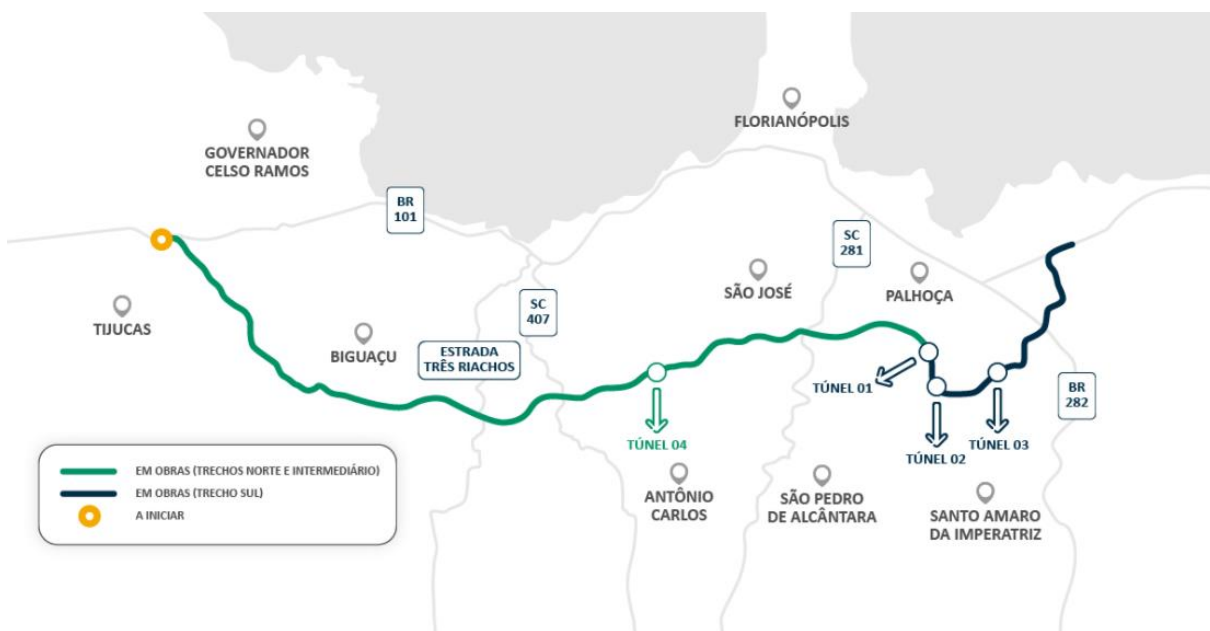 FLORIANÓPOLIS
GOVERNADOR
CELSO RAMOS
BR
101
SC
281
SÃO JOSÉ
PALHOÇA
SC
407
TIJUCAS
BIGUAÇU
ESTRADA
TRÊS RIACHOS
TÚNEL 01
BR
282
TÚNEL 04
TÚNEL 02
TÚNEL 03
EM OBRAS (TRECHOS NORTE E INTERMEDIÁRIO)
EM OBRAS (TRECHO SUL)
A INICIAR
ANTÔNIO
CARLOS
SÃO PEDRO
DE ALCÂNTARA
SANTO AMARO
DA IMPERATRIZ